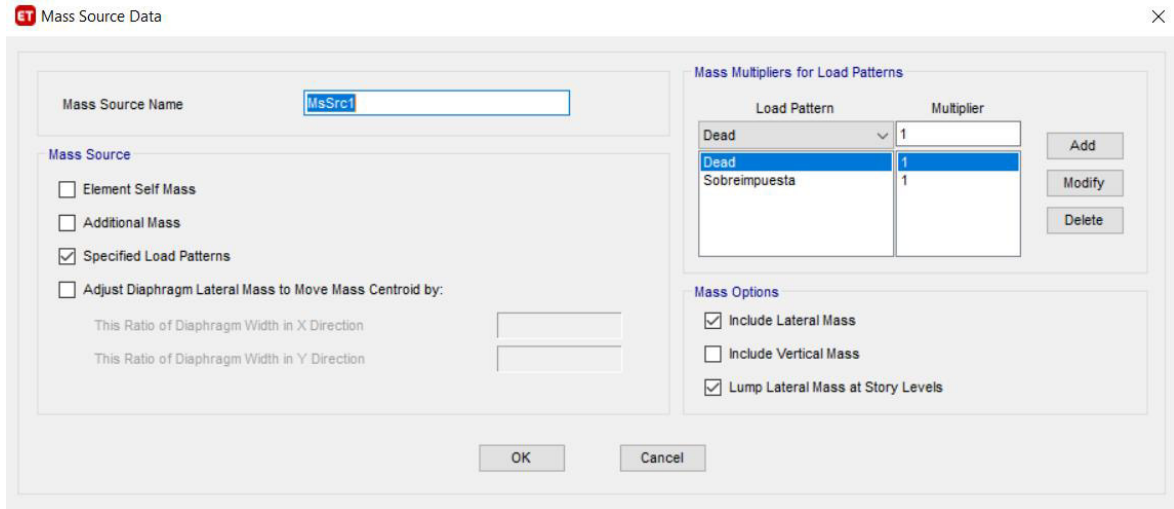 ET Mass Source Data
Mass Source Name MsSrc1
Mass Source
Element Self Mass
Additional Mass
Specified Load Patterns
Adjust Diaphragm Lateral Mass to Move Mass Centroid by:
This Ratio of Diaphragm Width in X Direction
This Ratio of Diaphragm Width in Y Direction
Mass Multipliers for Load Patterns
Load Pattern Multiplier
Dead 1
Dead 1
Sobreimpuesta 1
Add
Modify
Delete
Mass Options
Include Lateral Mass
Include Vertical Mass
Lump Lateral Mass at Story Levels
OK Cancel